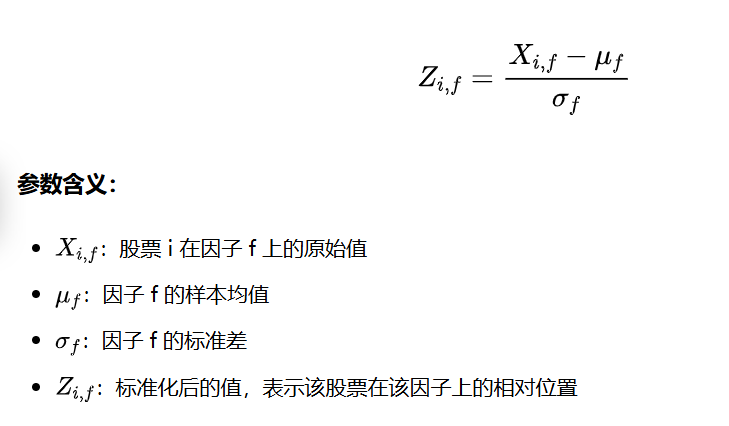 $Z_{i,f} = \frac{X_{i,f} - \mu_f}{\sigma_f}$
参数含义：
• $X_{i,f}$：股票 i 在因子 f 上的原始值
• $\mu_f$：因子 f 的样本均值
• $\sigma_f$：因子 f 的标准差
• $Z_{i,f}$：标准化后的值，表示该股票在该因子上的相对位置